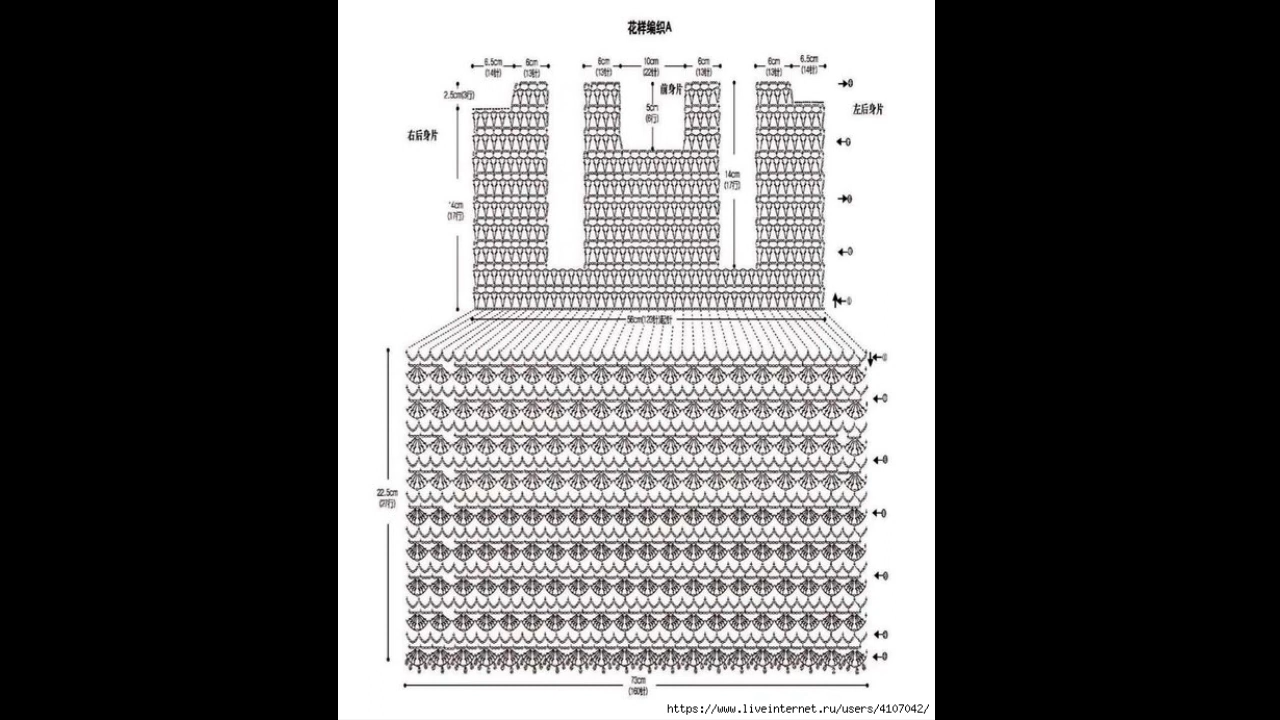 花样编织A
6.5cm 6cm 6cm 10cm 6cm 6cm 6.5cm
(14针) (13针) (13针) (22针) (13针) (13针) (14针)
2.5cm(3行)
前身片
5cm
(6行)
右后身片
左后身片
14cm
(17行)
14cm
(17行)
22.5cm
(27行)
73cm
(160针)
https://www.liveinternet.ru/users/4107042/